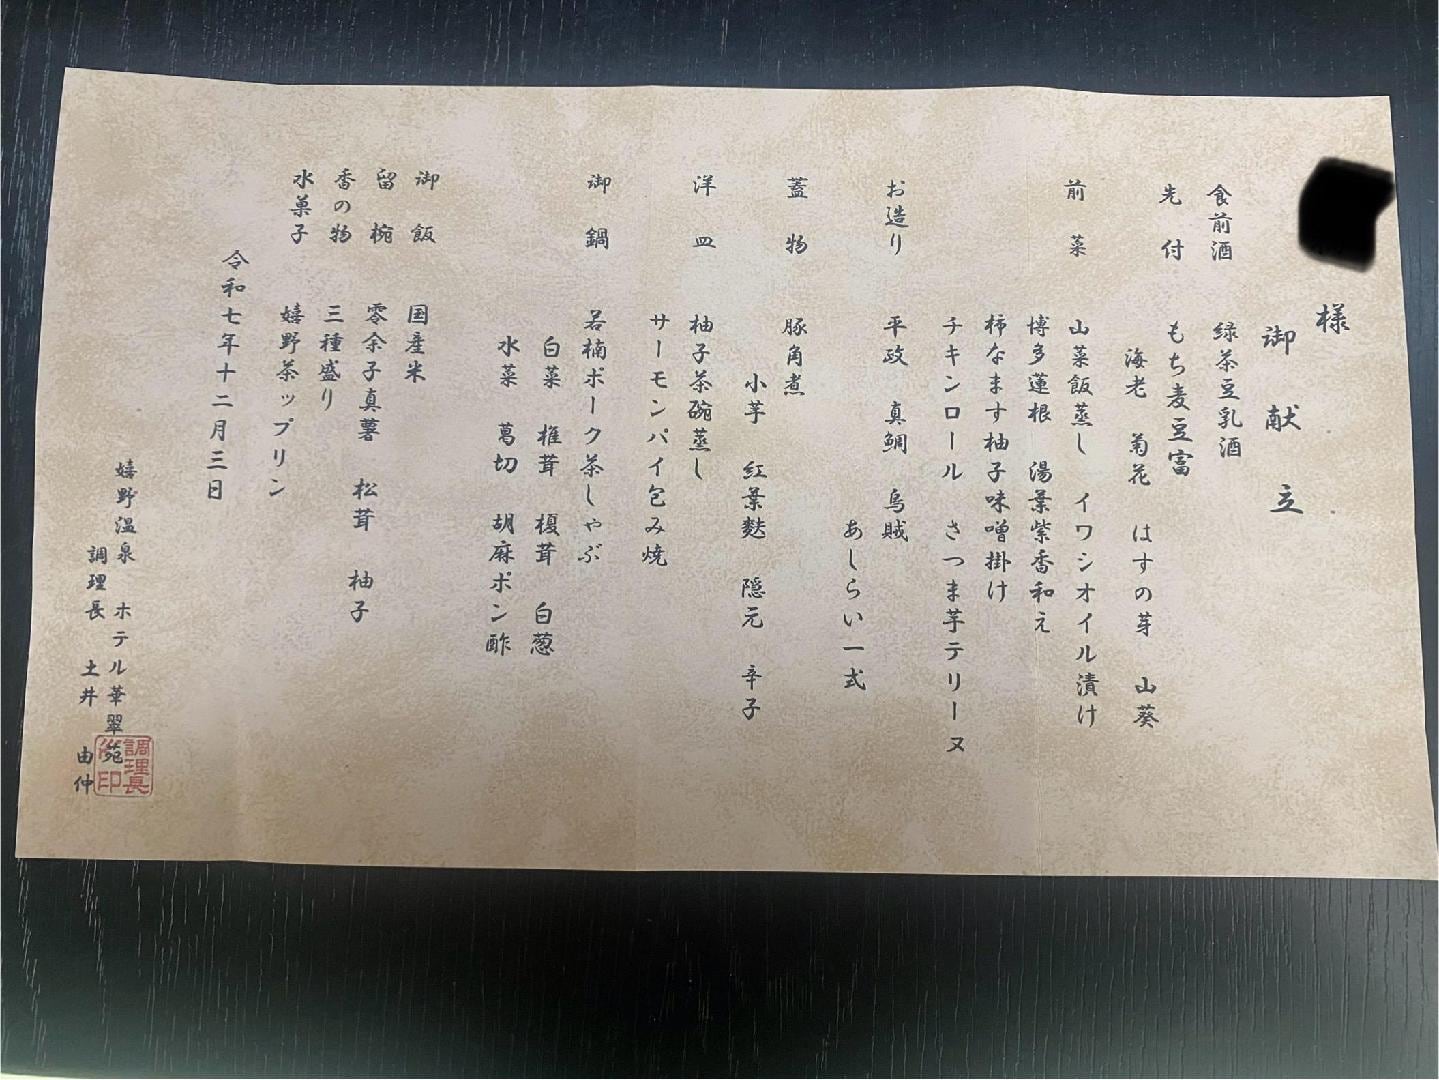 様
御献立
食前酒 緑茶豆乳酒
先付 もち麦豆富
海老 菊花 はすの芽 山葵
前菜 山菜飯蒸し イワシオイル漬け
博多蓮根 湯葉紫香和え
柿なます柚子味噌掛け
チキンロール さつま芋テリーヌ
お造り 平政 真鯛 烏賊
あしらい一式
蓋物 豚角煮
小芋 紅葉麩 隠元 辛子
洋皿 柚子茶碗蒸し
サーモンパイ包み焼
御鍋 若楠ポーク茶しゃぶ
白菜 椎茸 榎茸 白葱
水菜 葛切 胡麻ポン酢
御飯 国産米
留椀 零余子真薯 松茸 柚子
香の物 三種盛り
水菓子 嬉野茶ップリン
令和七年十二月三日
嬉野温泉 ホテル華翠苑
調理長 土井 由仲
調理長之印